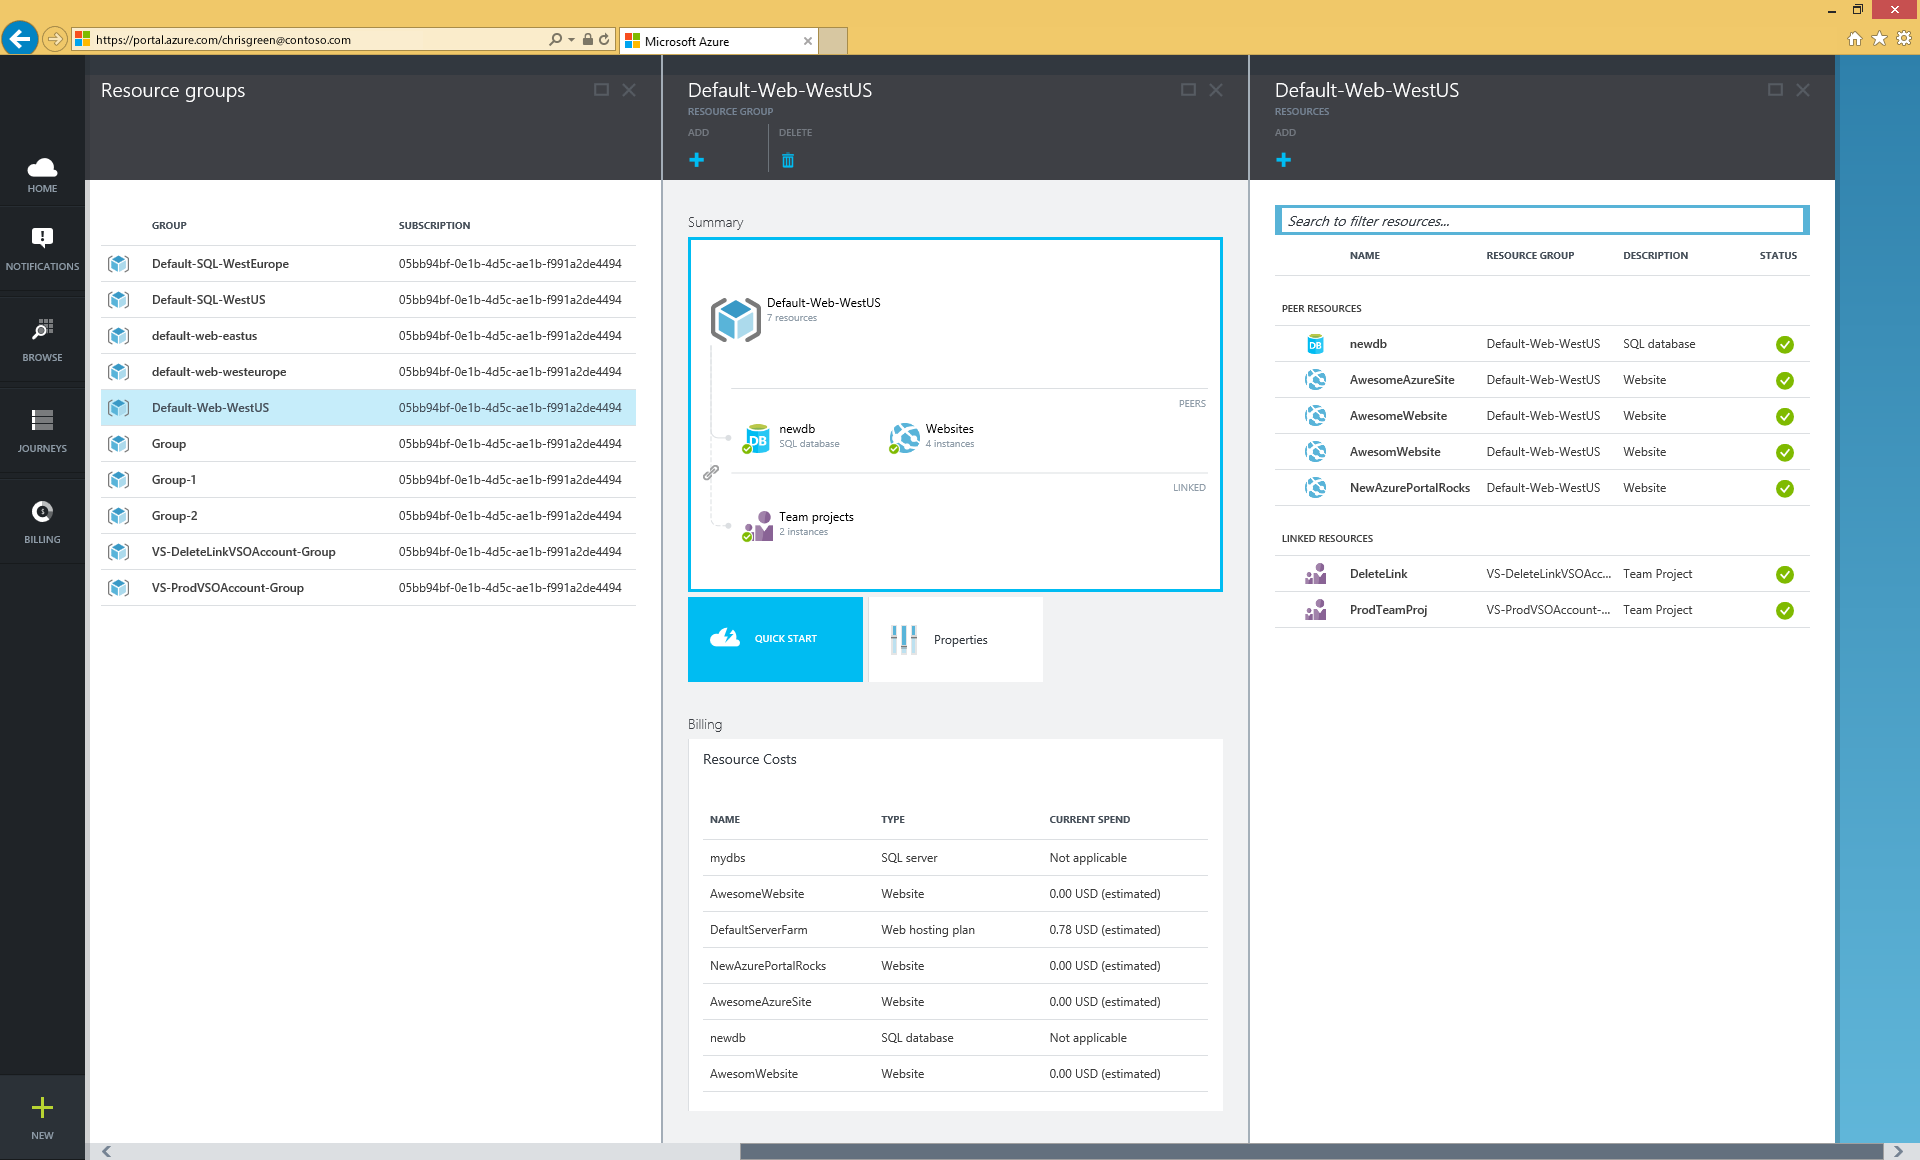 https://portal.azure.com/chrisgreen@contoso.com
Microsoft Azure
HOME
NOTIFICATIONS
BROWSE
JOURNEYS
BILLING
NEW
Resource groups
GROUP SUBSCRIPTION
Default-SQL-WestEurope 05bb94bf-0e1b-4d5c-ae1b-f991a2de4494
Default-SQL-WestUS 05bb94bf-0e1b-4d5c-ae1b-f991a2de4494
default-web-eastus 05bb94bf-0e1b-4d5c-ae1b-f991a2de4494
default-web-westeurope 05bb94bf-0e1b-4d5c-ae1b-f991a2de4494
Default-Web-WestUS 05bb94bf-0e1b-4d5c-ae1b-f991a2de4494
Group 05bb94bf-0e1b-4d5c-ae1b-f991a2de4494
Group-1 05bb94bf-0e1b-4d5c-ae1b-f991a2de4494
Group-2 05bb94bf-0e1b-4d5c-ae1b-f991a2de4494
VS-DeleteLinkVSOAccount-Group 05bb94bf-0e1b-4d5c-ae1b-f991a2de4494
VS-ProdVSOAccount-Group 05bb94bf-0e1b-4d5c-ae1b-f991a2de4494
Default-Web-WestUS
RESOURCE GROUP
ADD DELETE
Summary
Default-Web-WestUS
7 resources
PEERS
newdb Websites
DB SQL database 4 instances
LINKED
Team projects
2 instances
QUICK START Properties
Billing
Resource Costs
NAME TYPE CURRENT SPEND
mydbs SQL server Not applicable
AwesomeWebsite Website 0.00 USD (estimated)
DefaultServerFarm Web hosting plan 0.78 USD (estimated)
NewAzurePortalRocks Website 0.00 USD (estimated)
AwesomeAzureSite Website 0.00 USD (estimated)
newdb SQL database Not applicable
AwesomWebsite Website 0.00 USD (estimated)
Default-Web-WestUS
RESOURCES
ADD
Search to filter resources...
NAME RESOURCE GROUP DESCRIPTION STATUS
PEER RESOURCES
DB newdb Default-Web-WestUS SQL database
AwesomeAzureSite Default-Web-WestUS Website
AwesomeWebsite Default-Web-WestUS Website
AwesomWebsite Default-Web-WestUS Website
NewAzurePortalRocks Default-Web-WestUS Website
LINKED RESOURCES
DeleteLink VS-DeleteLinkVSOAcc... Team Project
ProdTeamProj VS-ProdVSOAccount-... Team Project